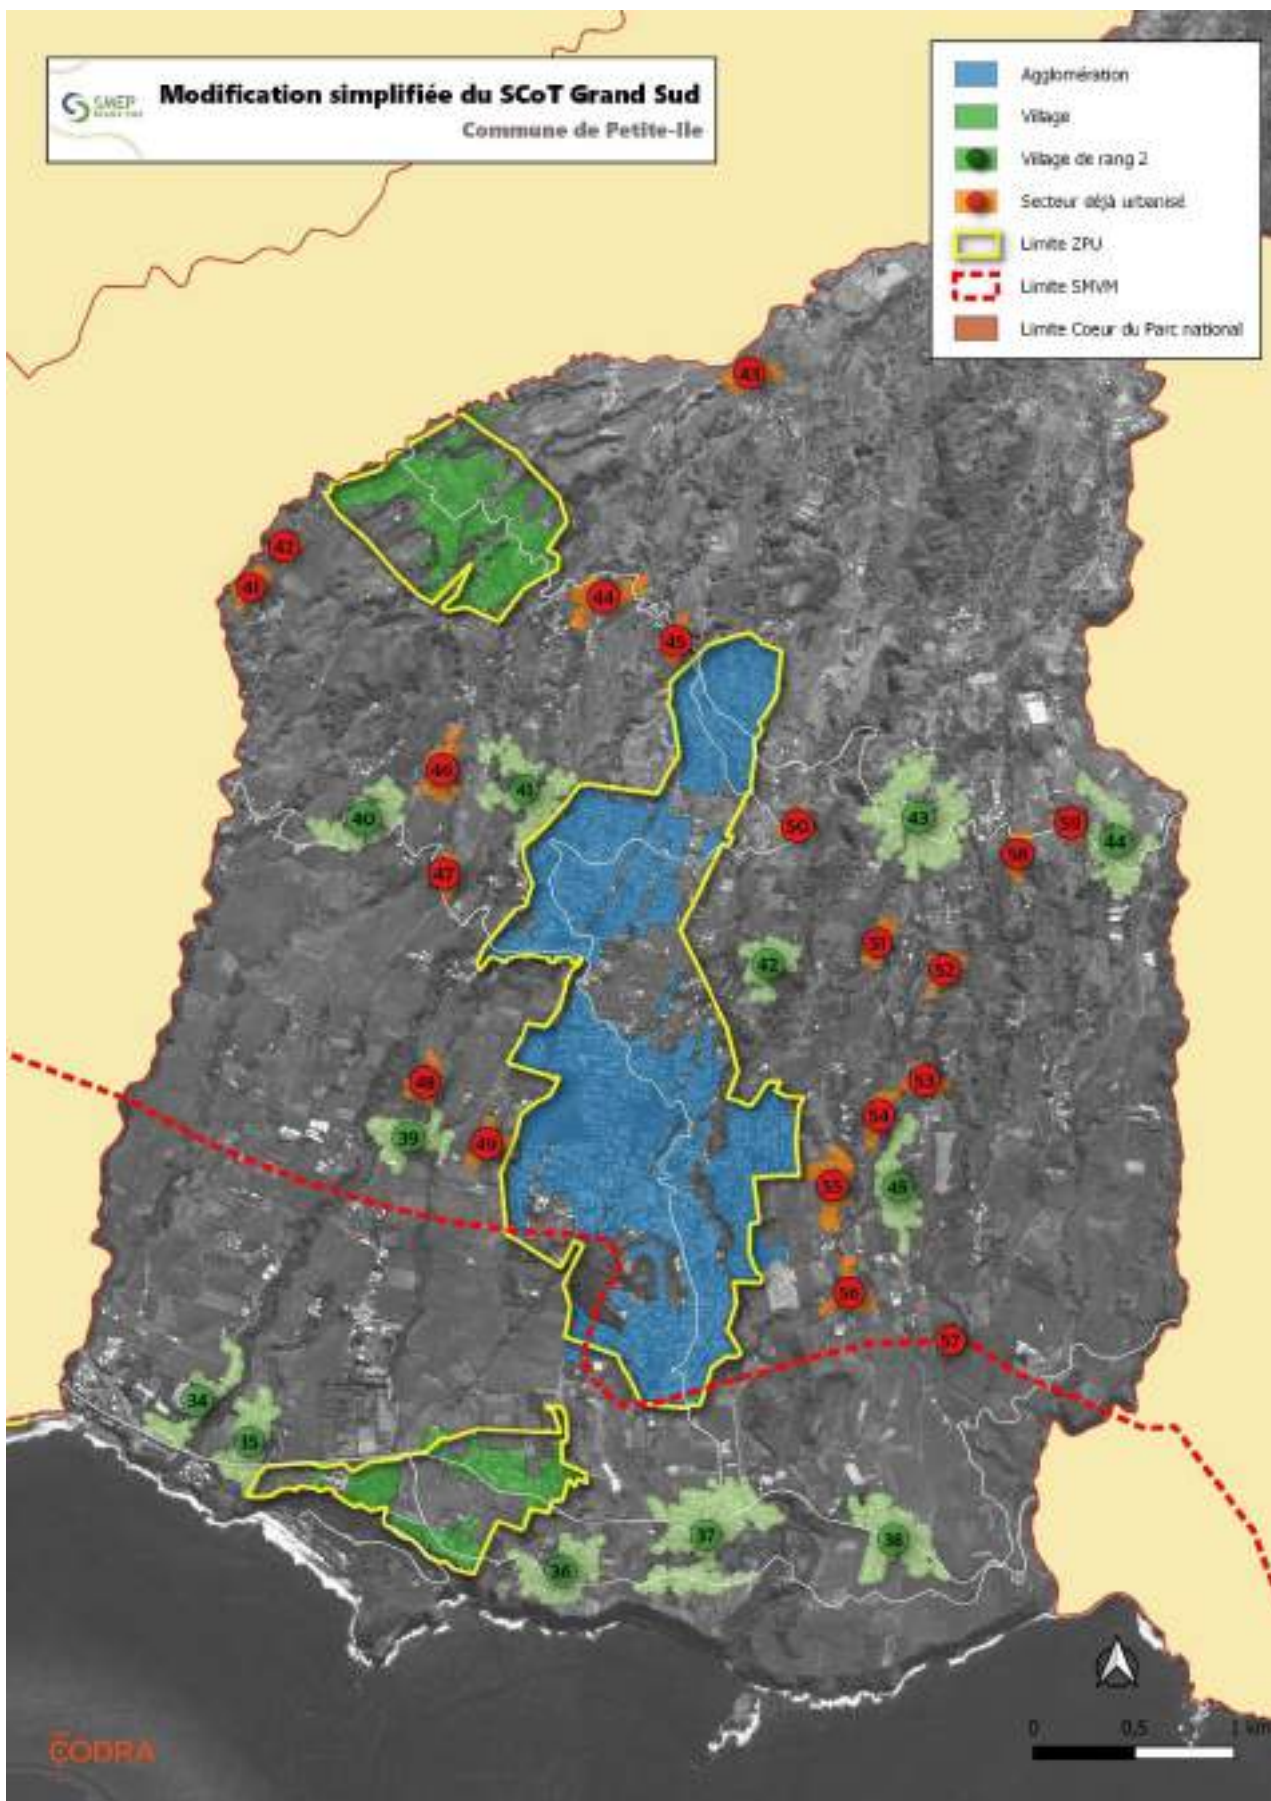 SMEP
Modification simplifiée du SCoT Grand Sud
Commune de Petite-Ile
Agglomération
Village
Village de rang 2
Secteur déjà urbanisé
Limite ZPU
Limite SMVM
Limite Coeur du Parc national
43
42
41
44
45
46
41
40
43
50
59
44
58
47
51
42
52
48
53
54
39
49
55
45
56
57
34
35
37
38
36
0 0,5 1 km
CODRA